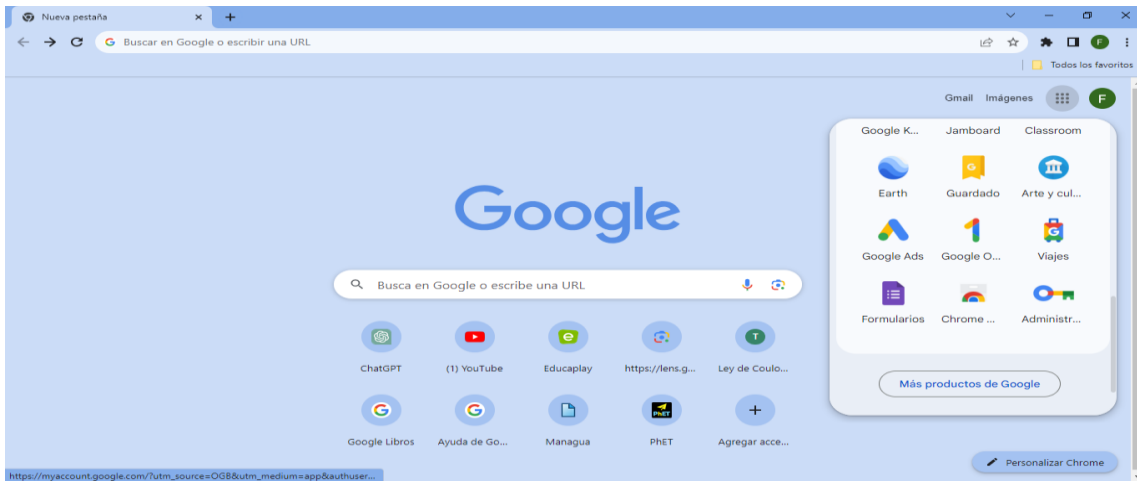 Nueva pestaña
Buscar en Google o escribir una URL
Todos los favoritos
Gmail Imágenes F
Google K... Jamboard Classroom
Earth Guardado Arte y cul...
Google Ads Google O... Viajes
Formularios Chrome ... Administr...
Más productos de Google
Google
Busca en Google o escribe una URL
ChatGPT (1) YouTube Educaplay https://lens.g... Ley de Coulo...
Google Libros Ayuda de Go... Managua PhET Agregar acce...
Personalizar Chrome
https://myaccount.google.com/?utm_source=OGB&utm_medium=app&authuser...